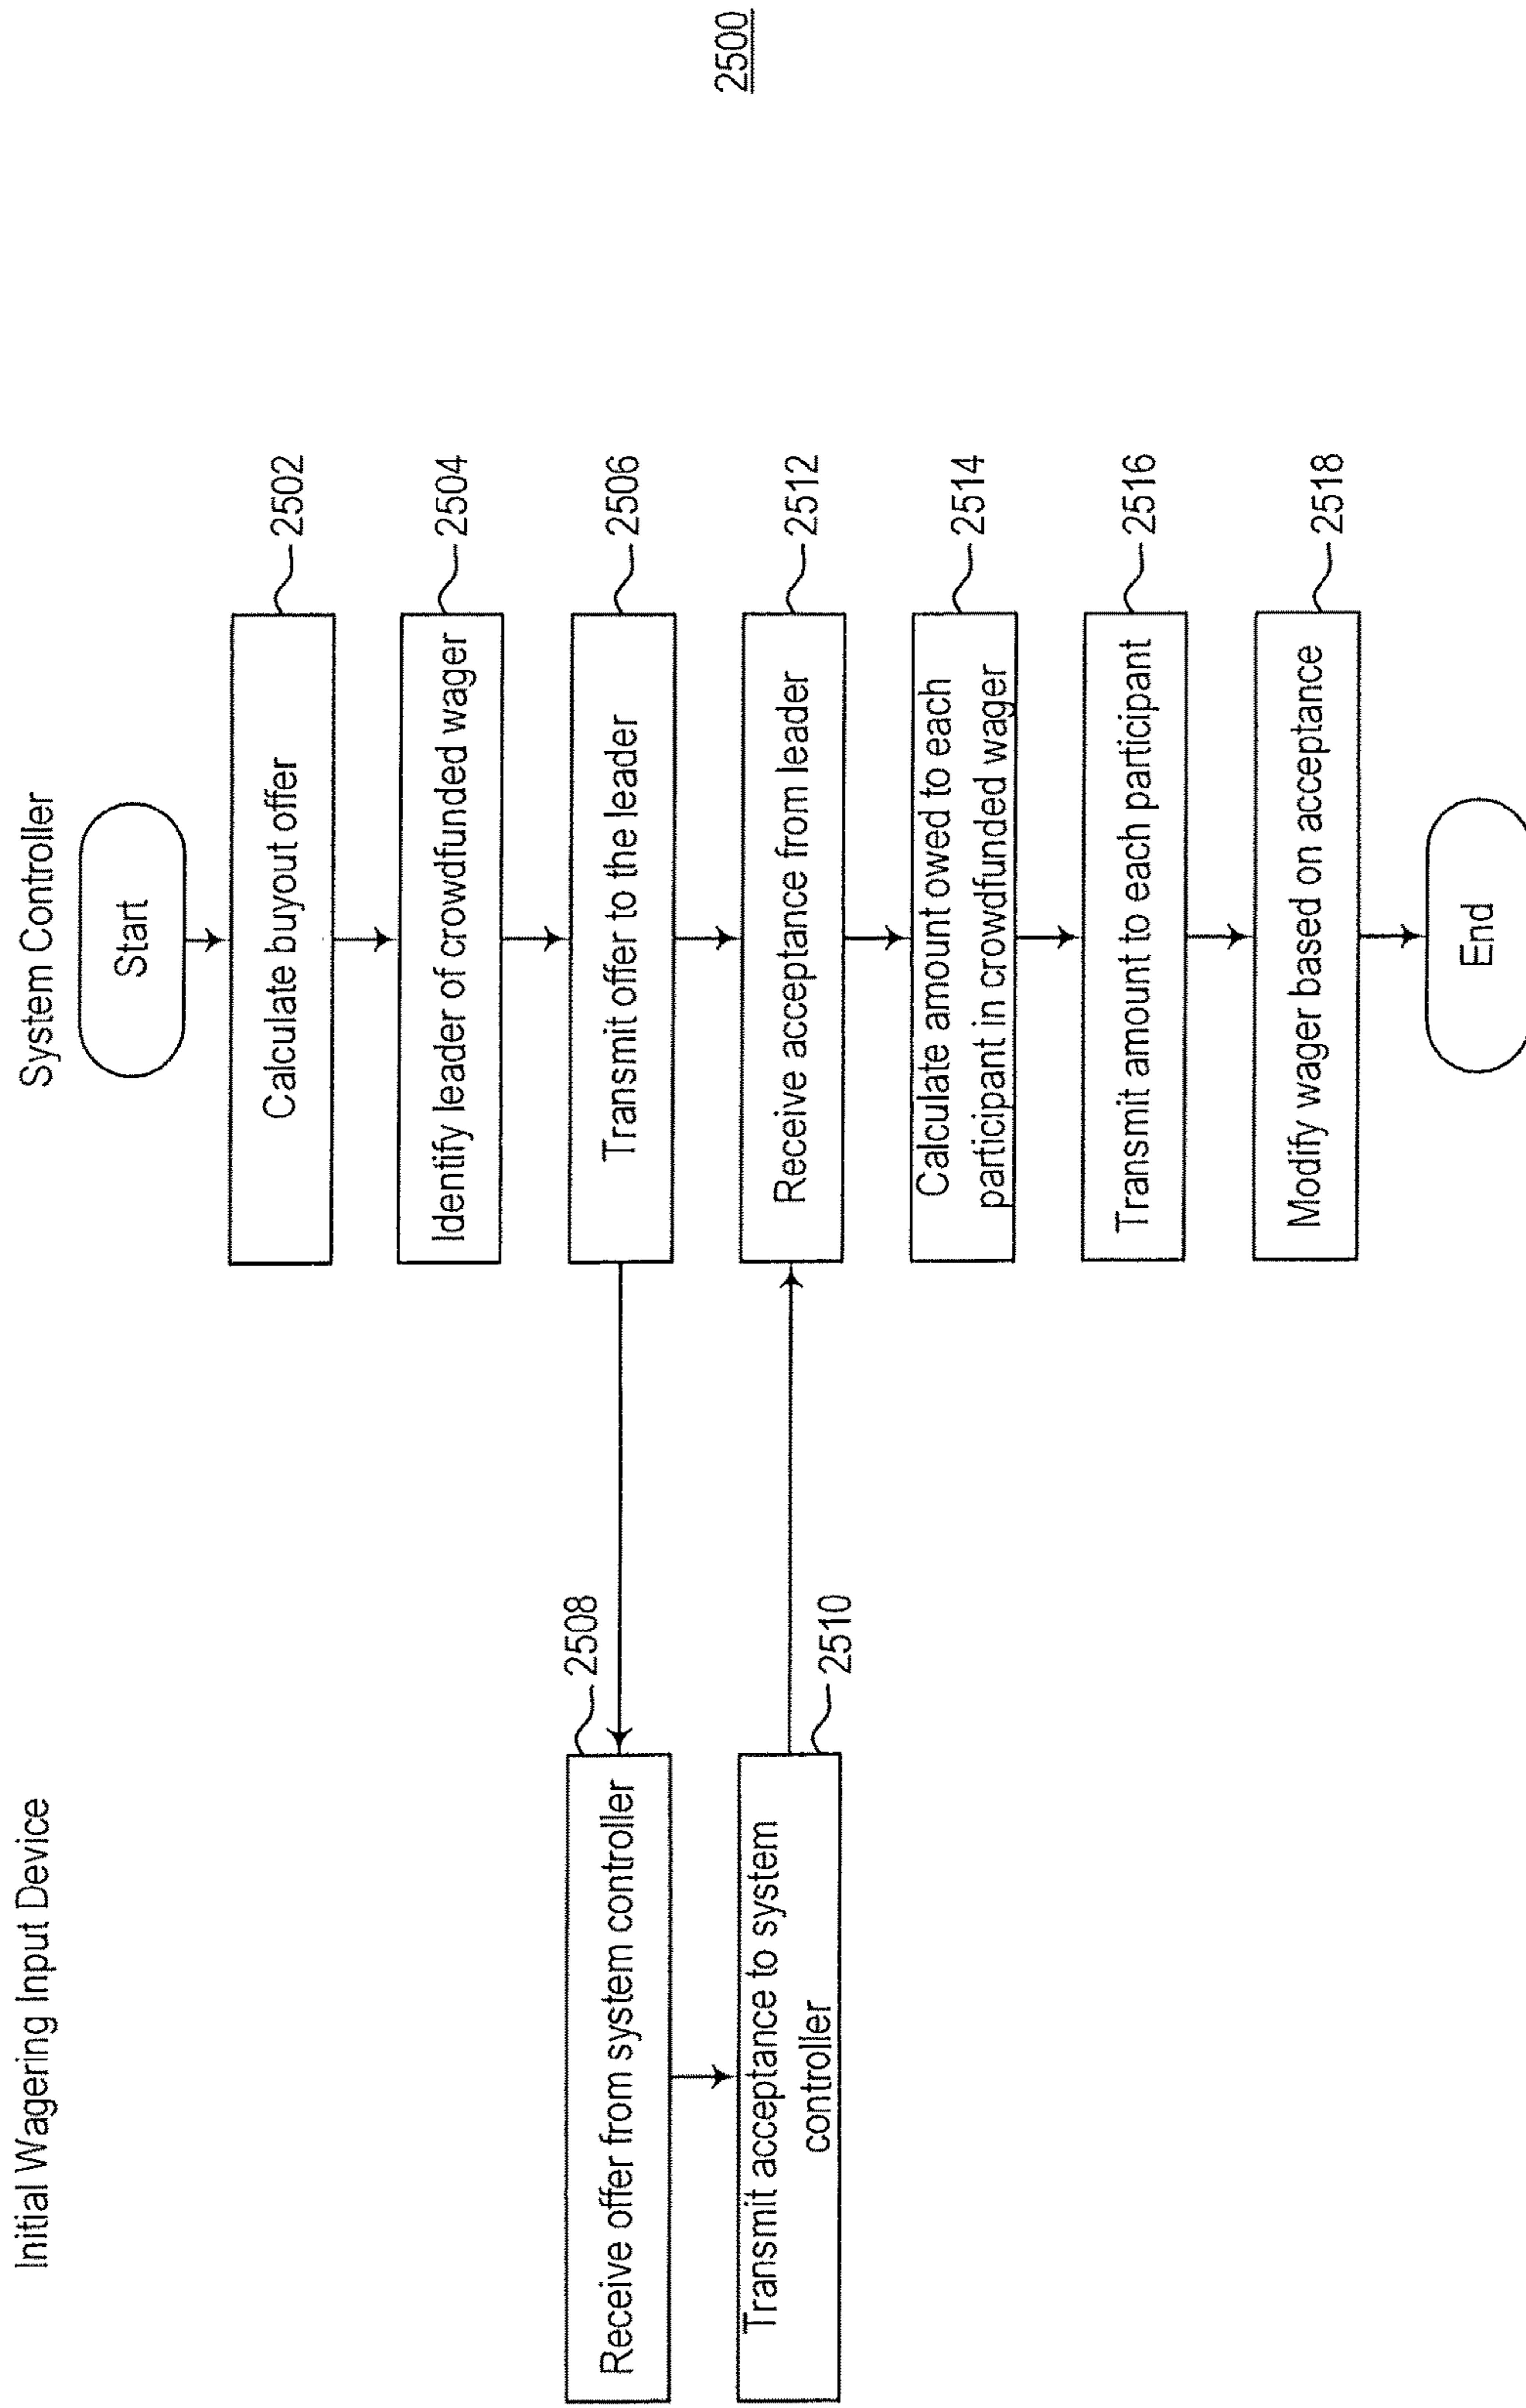 Initial Wagering Input Device
System Controller
Start
Calculate buyout offer
2502
Identify leader of crowdfunded wager
2504
Transmit offer to the leader
2506
Receive offer from system controller
2508
Transmit acceptance to system
controller
2510
Receive acceptance from leader
2512
Calculate amount owed to each
participant in crowdfunded wager
2514
Transmit amount to each participant
2516
Modify wager based on acceptance
2518
End
2500